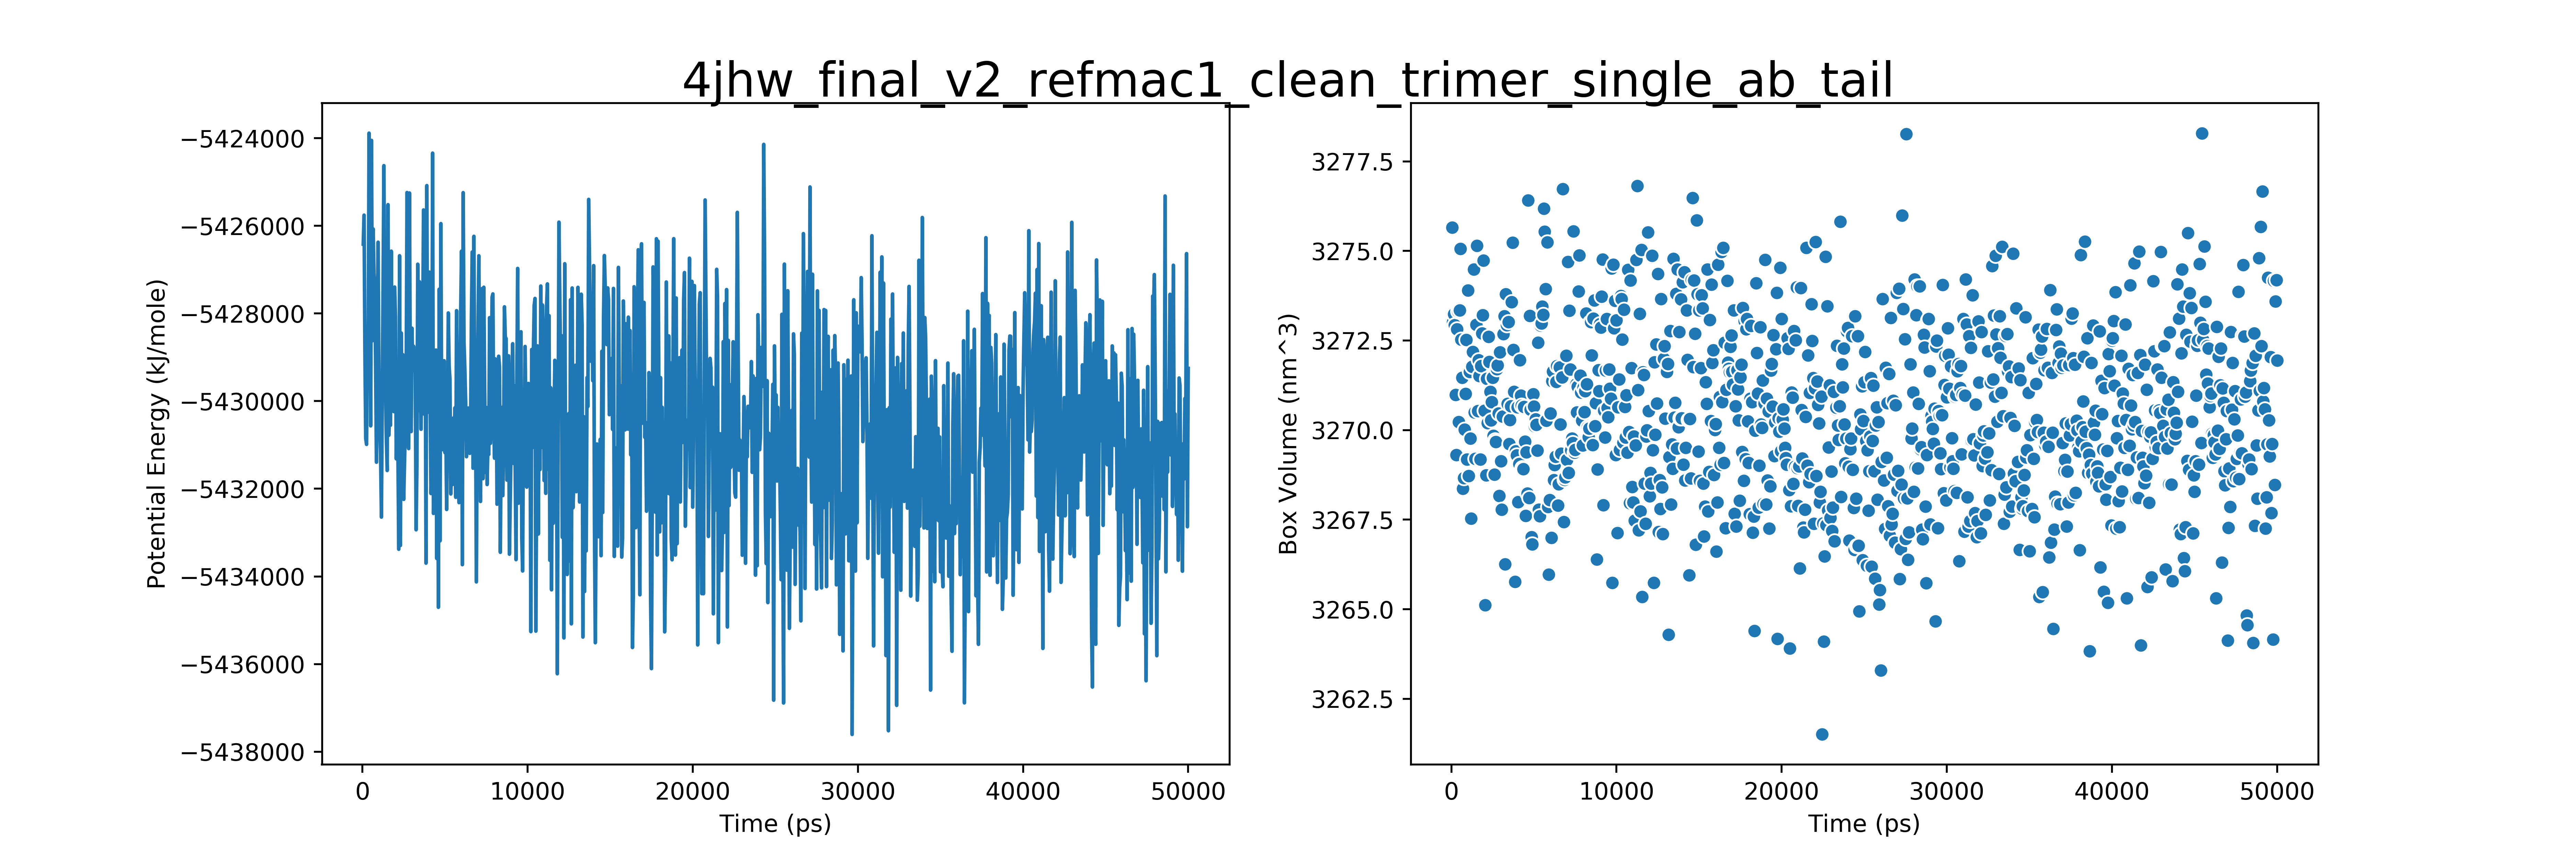 4jhw_final_v2_refmac1_clean_trimer_single_ab_tail
Potential Energy (kJ/mole)
−5424000
−5426000
−5428000
−5430000
−5432000
−5434000
−5436000
−5438000
0 10000 20000 30000 40000 50000
Time (ps)
Box Volume (nm^3)
3277.5
3275.0
3272.5
3270.0
3267.5
3265.0
3262.5
0 10000 20000 30000 40000 50000
Time (ps)